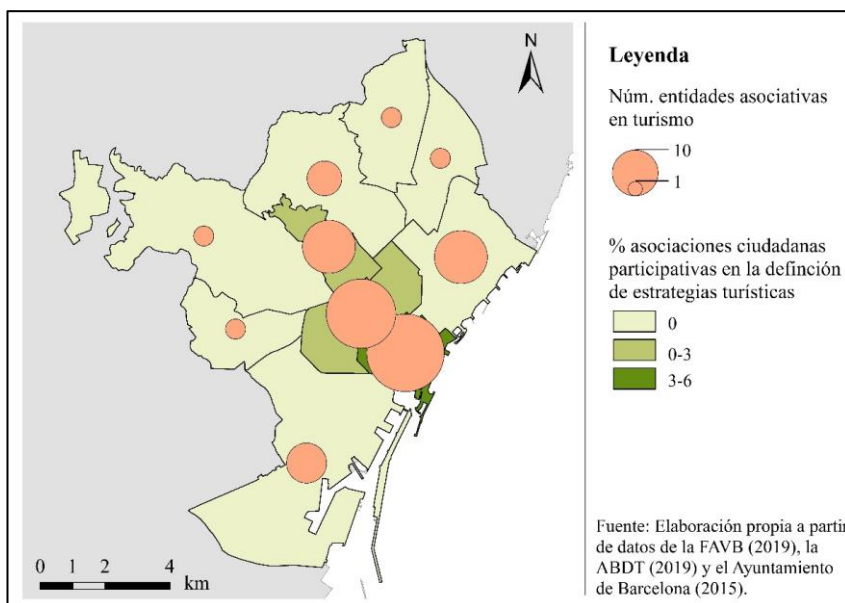 N
Leyenda
Núm. entidades asociativas
en turismo
10
1
% asociaciones ciudadanas
participativas en la definción
de estrategias turísticas
0
0-3
3-6
Fuente: Elaboración propia a partir
de datos de la FAVB (2019), la
ABDT (2019) y el Ayuntamiento
de Barcelona (2015).
0 1 2 4
km